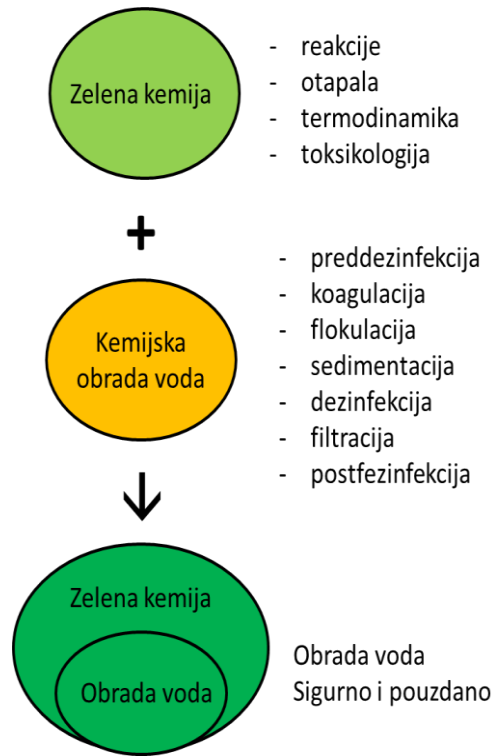 Zelena kemija
- reakcije
- otapala
- termodinamika
- toksikologija
+
Kemijska
obrada voda
- preddezinfekcija
- koagulacija
- flokulacija
- sedimentacija
- dezinfekcija
- filtracija
- postfezinfekcija
Zelena kemija
Obrada voda
Obrada voda
Sigurno i pouzdano